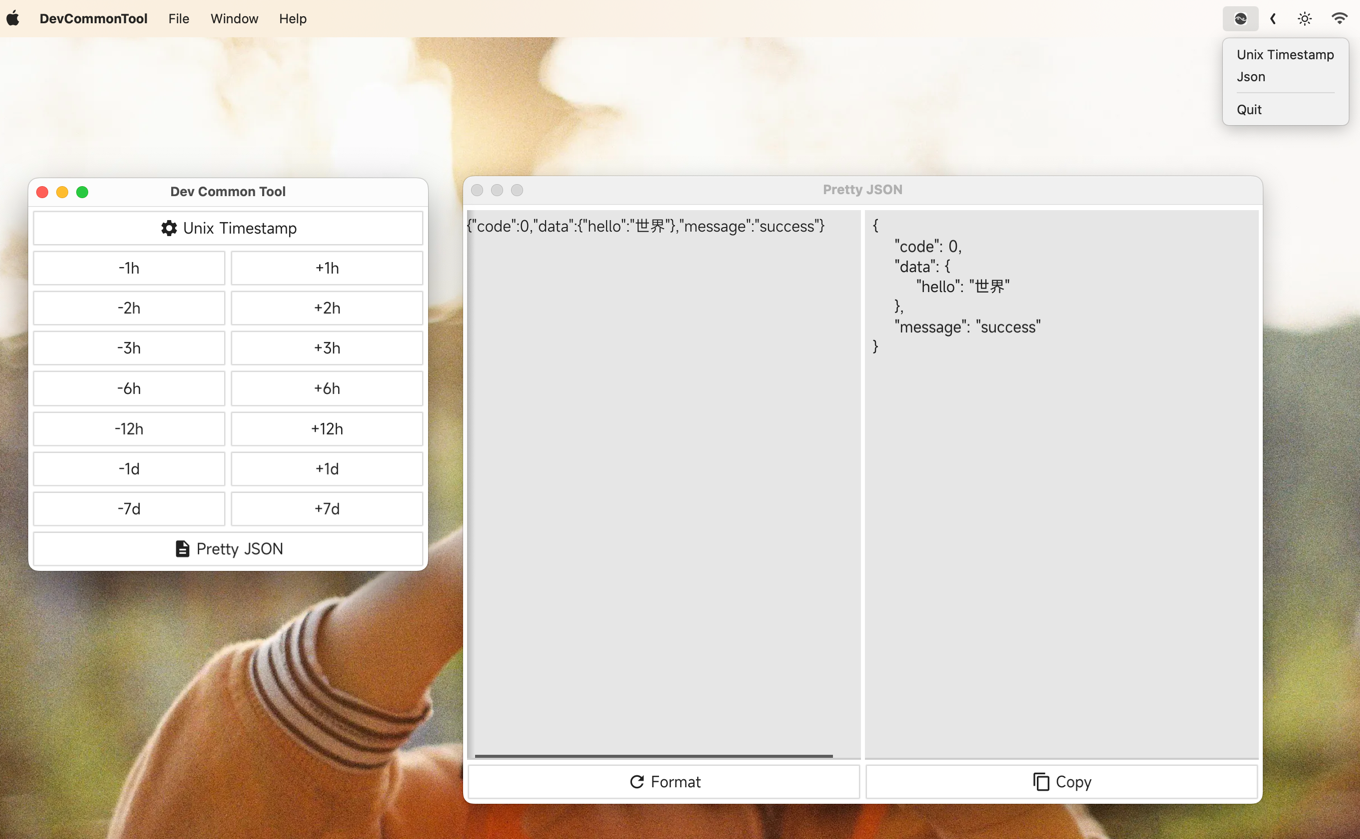 DevCommonTool File Window Help
Unix Timestamp
Json
Quit
Dev Common Tool
Unix Timestamp
-1h +1h
-2h +2h
-3h +3h
-6h +6h
-12h +12h
-1d +1d
-7d +7d
Pretty JSON
Pretty JSON
{"code":0,"data":{"hello":"世界"},"message":"success"}
{
"code": 0,
"data": {
"hello": "世界"
},
"message": "success"
}
Format
Copy